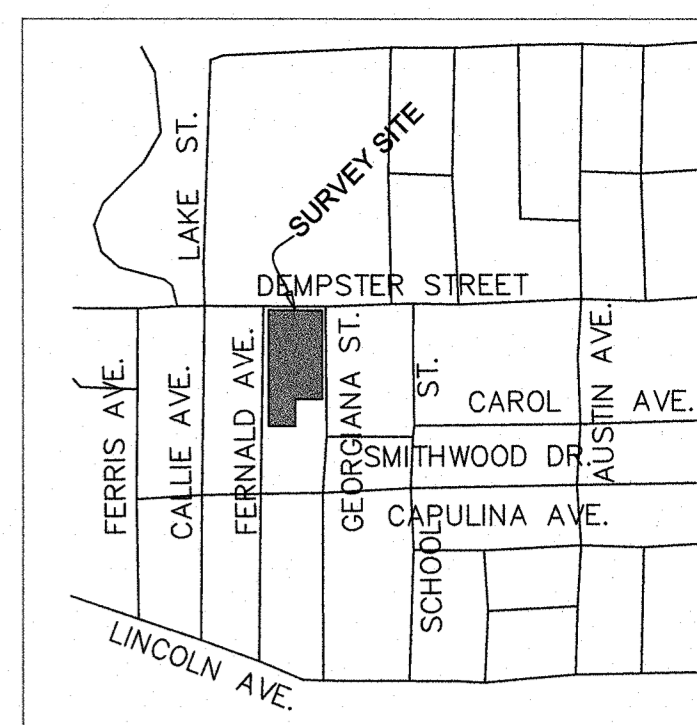 LAKE ST.
SURVEY SITE
DEMPSTER STREET
FERRIS AVE.
CALLIE AVE.
FERNALD AVE.
GEORGIANA ST.
SCHOOL ST.
AUSTIN AVE.
CAROL AVE.
SMITHWOOD DR.
CAPULINA AVE.
LINCOLN AVE.